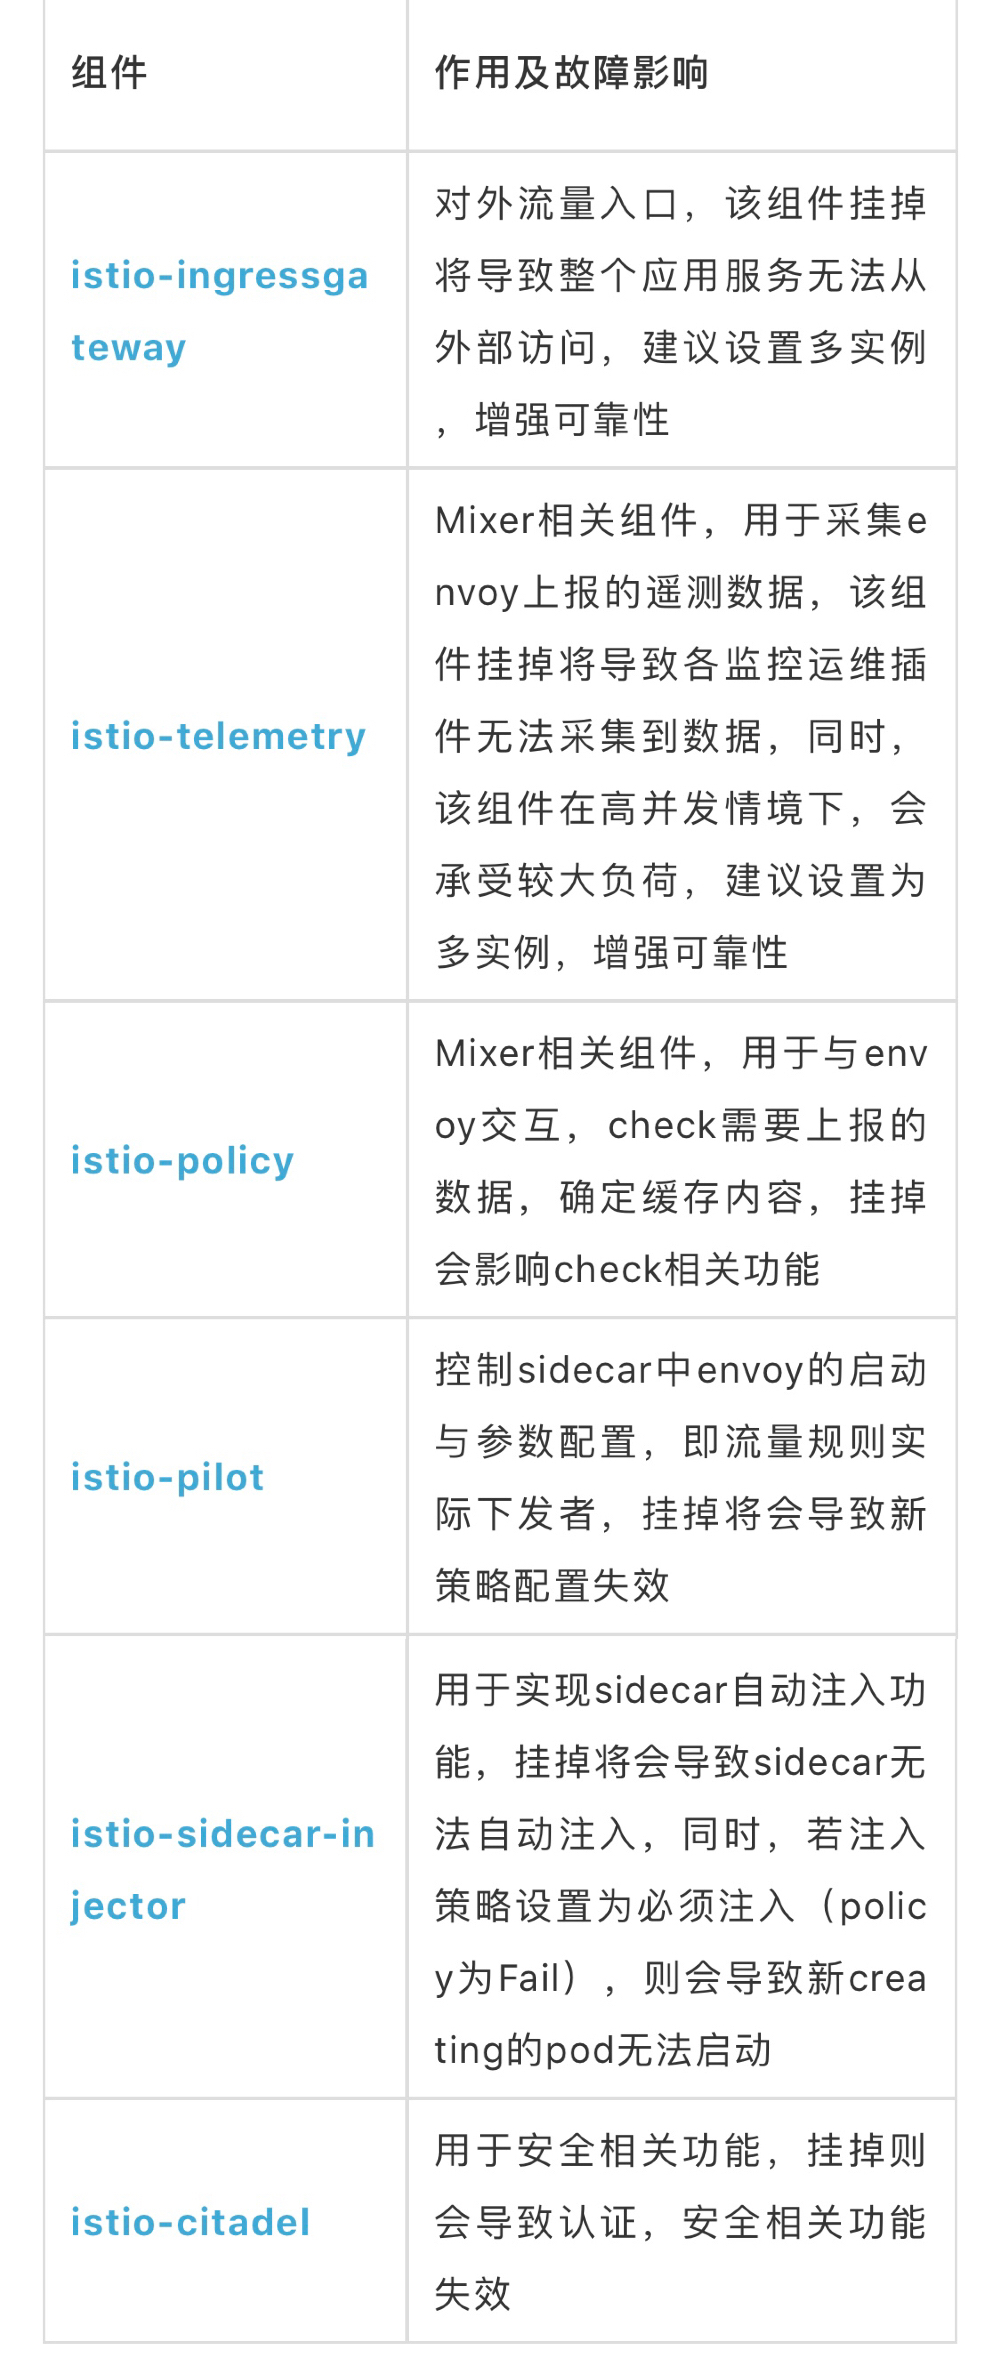 组件
作用及故障影响
istio-ingressga
teway
对外流量入口，该组件挂掉
将导致整个应用服务无法从
外部访问，建议设置多实例
，增强可靠性
istio-telemetry
Mixer相关组件，用于采集e
nvoy上报的遥测数据，该组
件挂掉将导致各监控运维插
件无法采集到数据，同时，
该组件在高并发情境下，会
承受较大负荷，建议设置为
多实例，增强可靠性
istio-policy
Mixer相关组件，用于与env
oy交互，check需要上报的
数据，确定缓存内容，挂掉
会影响check相关功能
istio-pilot
控制sidecar中envoy的启动
与参数配置，即流量规则实
际下发者，挂掉将会导致新
策略配置失效
istio-sidecar-in
jector
用于实现sidecar自动注入功
能，挂掉将会导致sidecar无
法自动注入，同时，若注入
策略设置为必须注入（polic
y为Fail），则会导致新crea
ting的pod无法启动
istio-citadel
用于安全相关功能，挂掉则
会导致认证，安全相关功能
失效